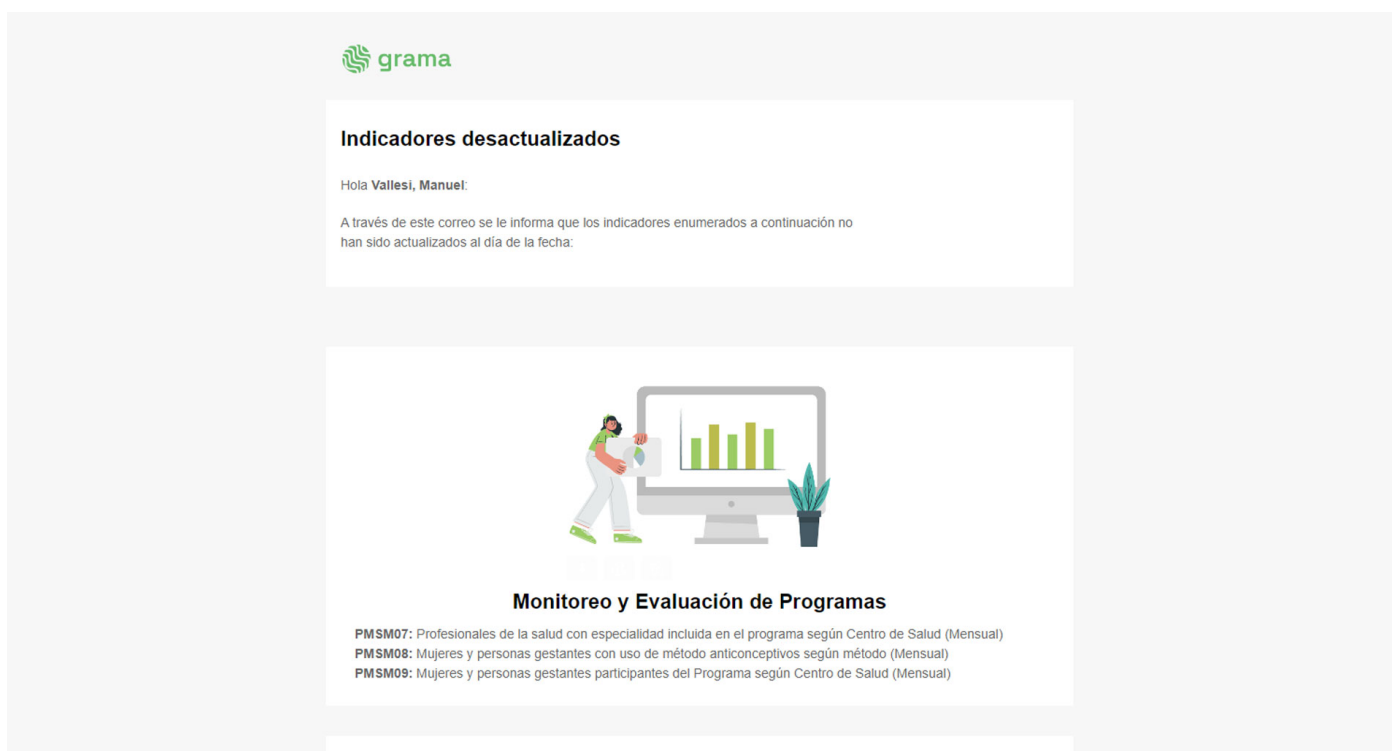 grama
Indicadores desactualizados
Hola Vallesi, Manuel:
A través de este correo se le informa que los indicadores enumerados a continuación no
han sido actualizados al día de la fecha:
Monitoreo y Evaluación de Programas
PMSM07: Profesionales de la salud con especialidad incluida en el programa según Centro de Salud (Mensual)
PMSM08: Mujeres y personas gestantes con uso de método anticonceptivos según método (Mensual)
PMSM09: Mujeres y personas gestantes participantes del Programa según Centro de Salud (Mensual)